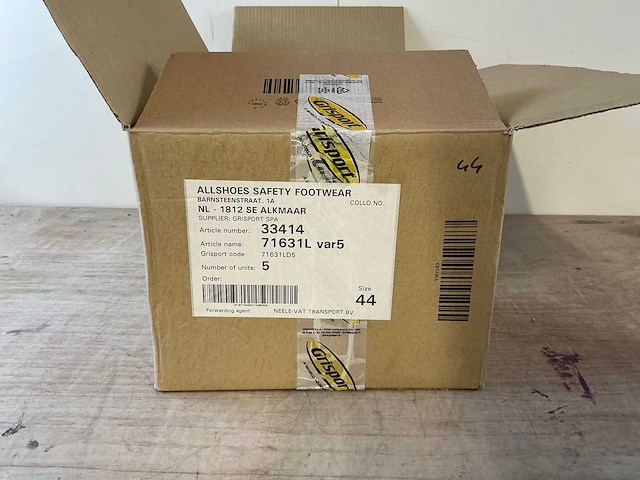 Grisport
Grisport
44
ALLSHOES SAFETY FOOTWEAR
BARNSTEENSTRAAT. 1A
COLLO NO.
NL - 1812 SE ALKMAAR
SUPPLIER: GRISPORT SPA
Article number: 33414
Article name: 71631L var5
Grisport code 71631LD5
Number of units: 5
Order:
Size
44
Forwarding agent: NEELE-VAT TRANSPORT BV
Grisport